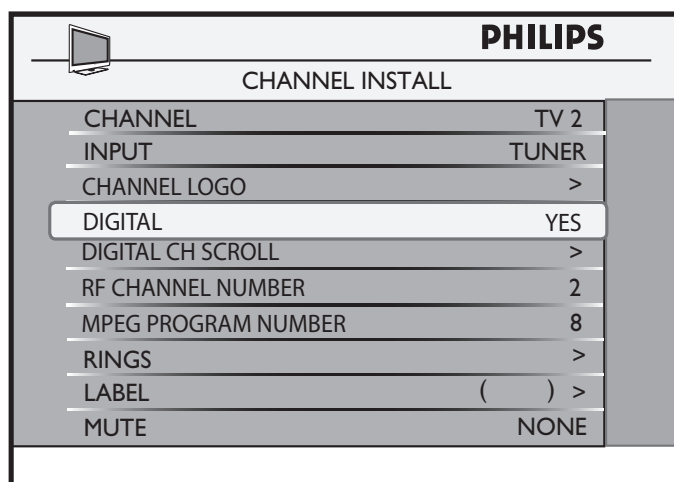 PHILIPS
CHANNEL INSTALL
CHANNEL TV 2
INPUT TUNER
CHANNEL LOGO >
DIGITAL YES
DIGITAL CH SCROLL >
RF CHANNEL NUMBER 2
MPEG PROGRAM NUMBER 8
RINGS >
LABEL ( ) >
MUTE NONE